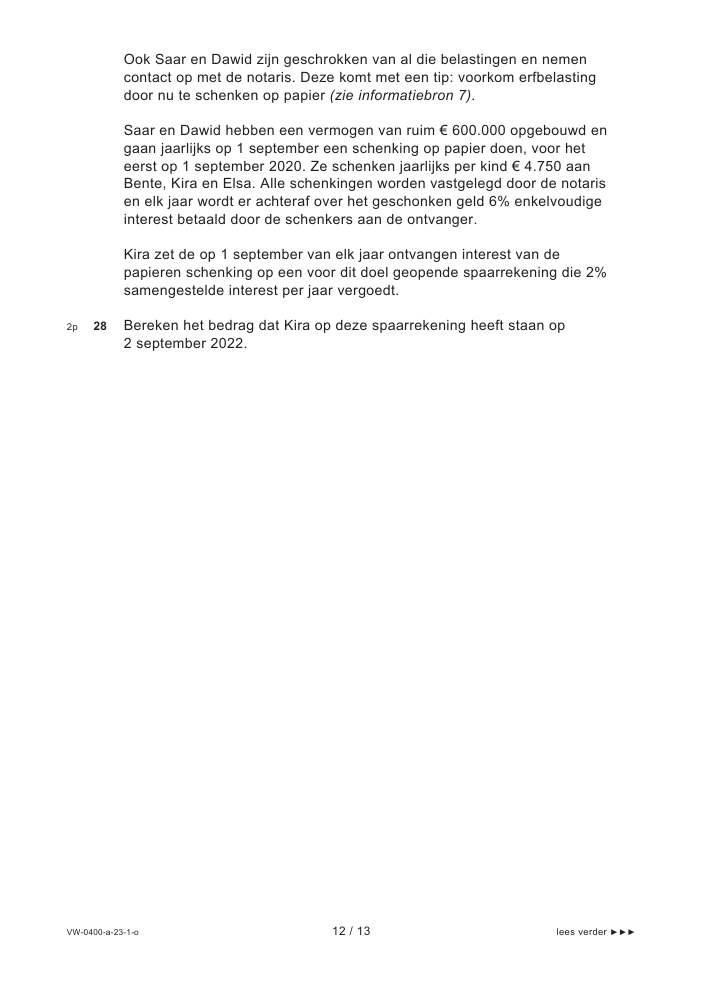 Ook Saar en Dawid zijn geschrokken van al die belastingen en nemen
contact op met de notaris. Deze komt met een tip: voorkom erfbelasting
door nu te schenken op papier (zie informatiebron 7).
Saar en Dawid hebben een vermogen van ruim € 600.000 opgebouwd en
gaan jaarlijks op 1 september een schenking op papier doen, voor het
eerst op 1 september 2020. Ze schenken jaarlijks per kind € 4.750 aan
Bente, Kira en Elsa. Alle schenkingen worden vastgelegd door de notaris
en elk jaar wordt er achteraf over het geschonken geld 6% enkelvoudige
interest betaald door de schenkers aan de ontvanger.
Kira zet de op 1 september van elk jaar ontvangen interest van de
papieren schenking op een voor dit doel geopende spaarrekening die 2%
samengestelde interest per jaar vergoedt.
2p 28 Bereken het bedrag dat Kira op deze spaarrekening heeft staan op
2 september 2022.
VW-0400-a-23-1-o 12 / 13 lees verder ►►►